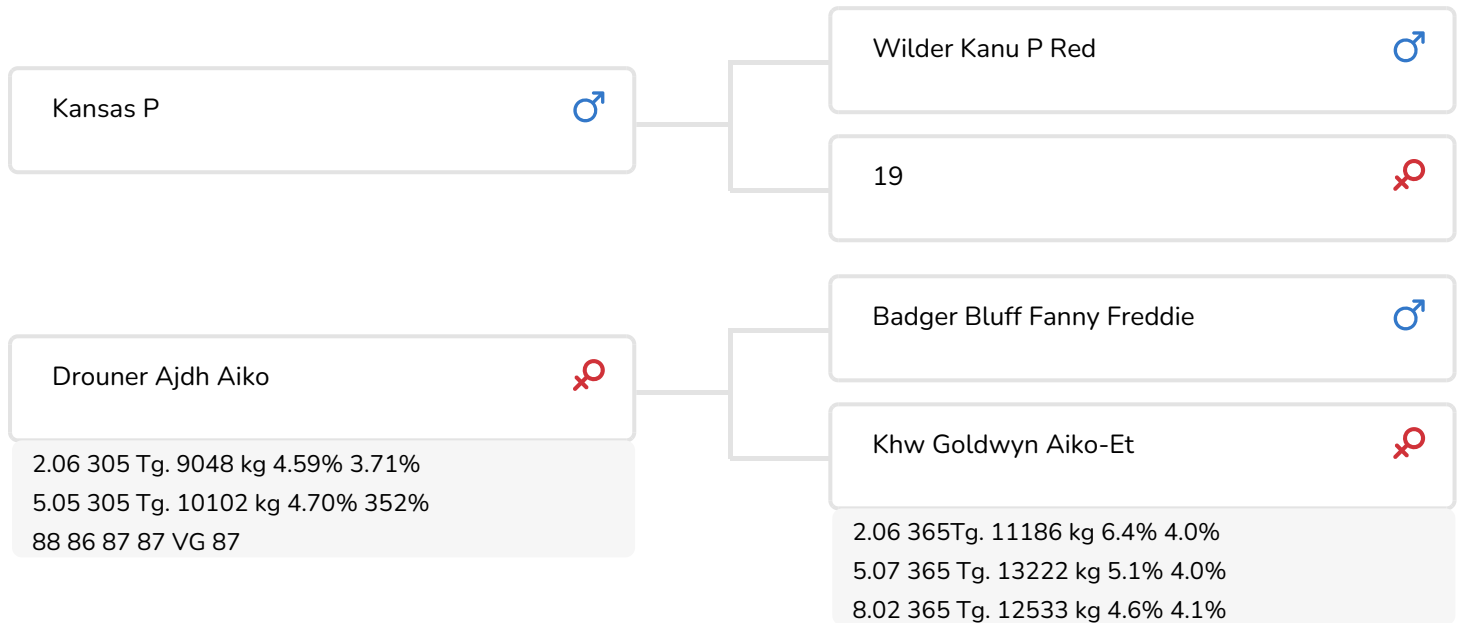 Kansas P
Wilder Kanu P Red
19
Drouner Ajdh Aiko
2.06 305 Tg. 9048 kg 4.59% 3.71%
5.05 305 Tg. 10102 kg 4.70% 352%
88 86 87 87 VG 87
Badger Bluff Fanny Freddie
Khw Goldwyn Aiko-Et
2.06 365Tg. 11186 kg 6.4% 4.0%
5.07 365 Tg. 13222 kg 5.1% 4.0%
8.02 365 Tg. 12533 kg 4.6% 4.1%